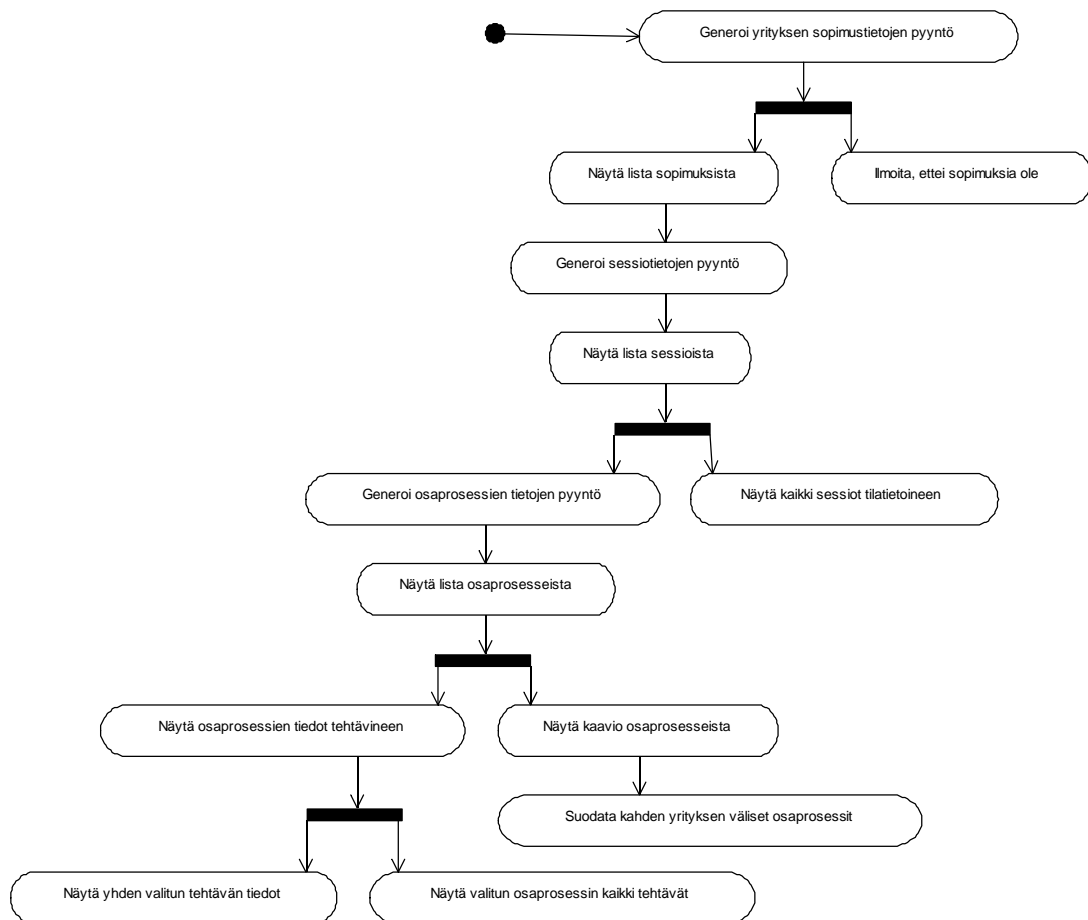 Generoi yrityksen sopimustietojen pyyntö
Näytä lista sopimuksista
Ilmoita, ettei sopimuksia ole
Generoi sessiotietojen pyyntö
Näytä lista sessioista
Generoi osaprosessien tietojen pyyntö
Näytä kaikki sessiot tilatietoineen
Näytä lista osaprosesseista
Näytä osaprosessien tiedot tehtävineen
Näytä kaavio osaprosesseista
Suodata kahden yrityksen väliset osaprosessit
Näytä yhden valitun tehtävän tiedot
Näytä valitun osaprosessin kaikki tehtävät